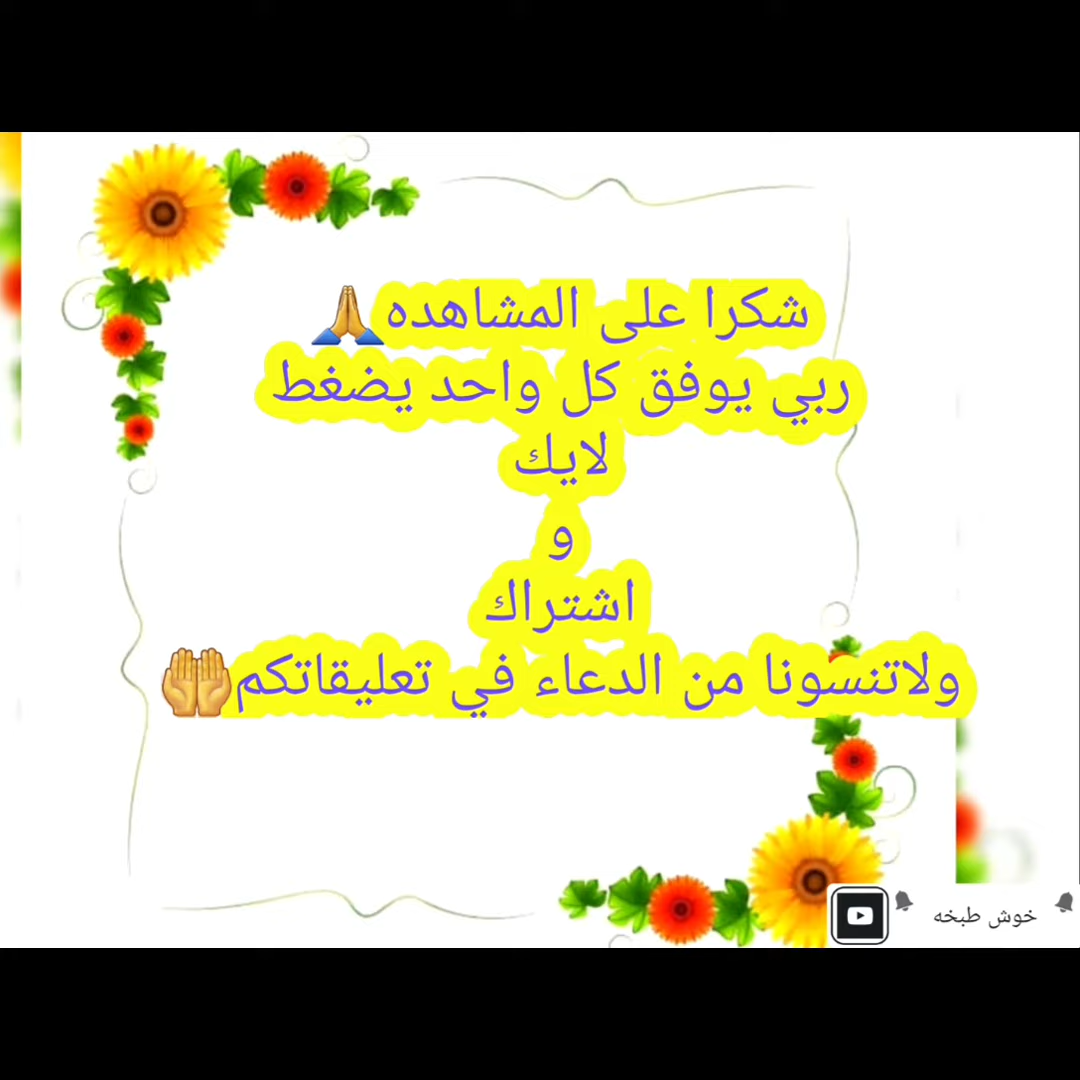 شكرا على المشاهده🙏
ربي يوفق كل واحد يضغط
لايك
و
اشتراك
ولاتنسونا من الدعاء في تعليقاتكم🤲
خوش طبخه